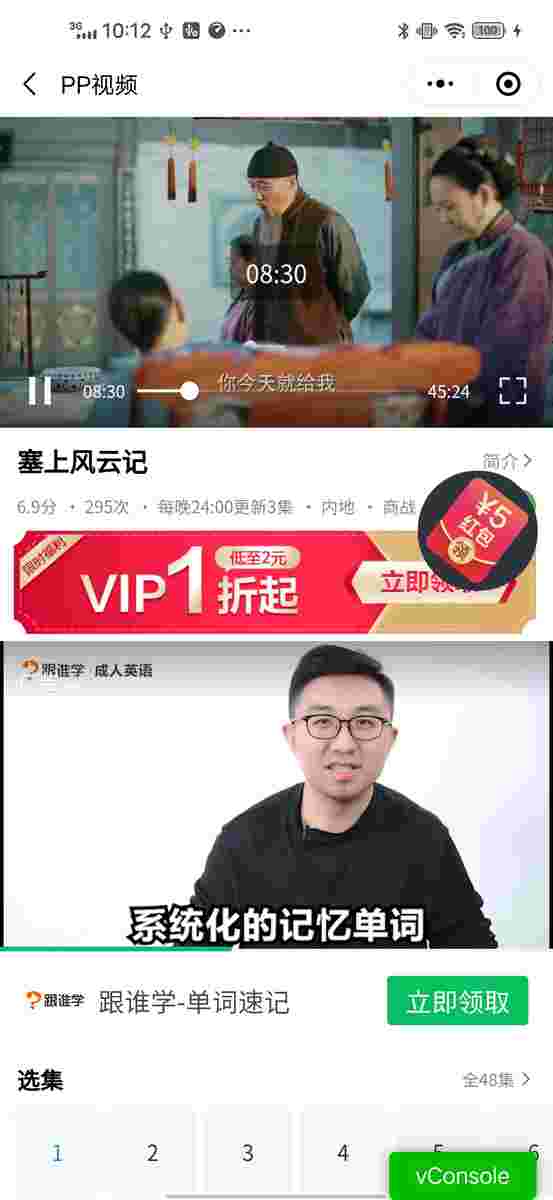 3G 10:12 100
PP视频
08:30
08:30 你今天就给我 45:24
塞上风云记 简介
6.9分 · 295次 · 每晚24:00更新3集 · 内地 · 商战
¥5
红包
限时福利
VIP1折起 低至2元
立即领取
跟谁学 成人英语
系统化的记忆单词
跟谁学 跟谁学-单词速记 立即领取
选集 全48集
1 2 3 4 5 6
vConsole